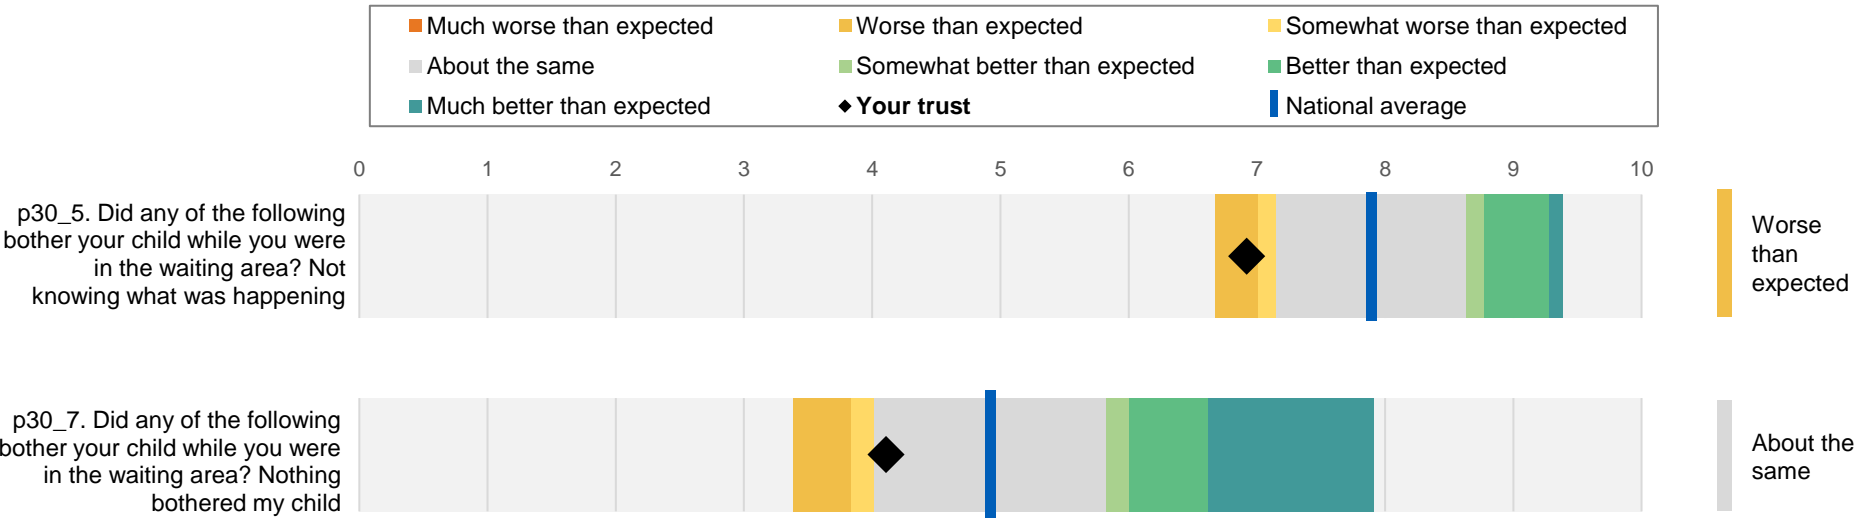 Much worse than expected
Worse than expected
Somewhat worse than expected
About the same
Somewhat better than expected
Better than expected
Much better than expected
Your trust
National average
0 1 2 3 4 5 6 7 8 9 10
p30_5. Did any of the following
bother your child while you were
in the waiting area? Not
knowing what was happening
Worse
than
expected
p30_7. Did any of the following
bother your child while you were
in the waiting area? Nothing
bothered my child
About the
same